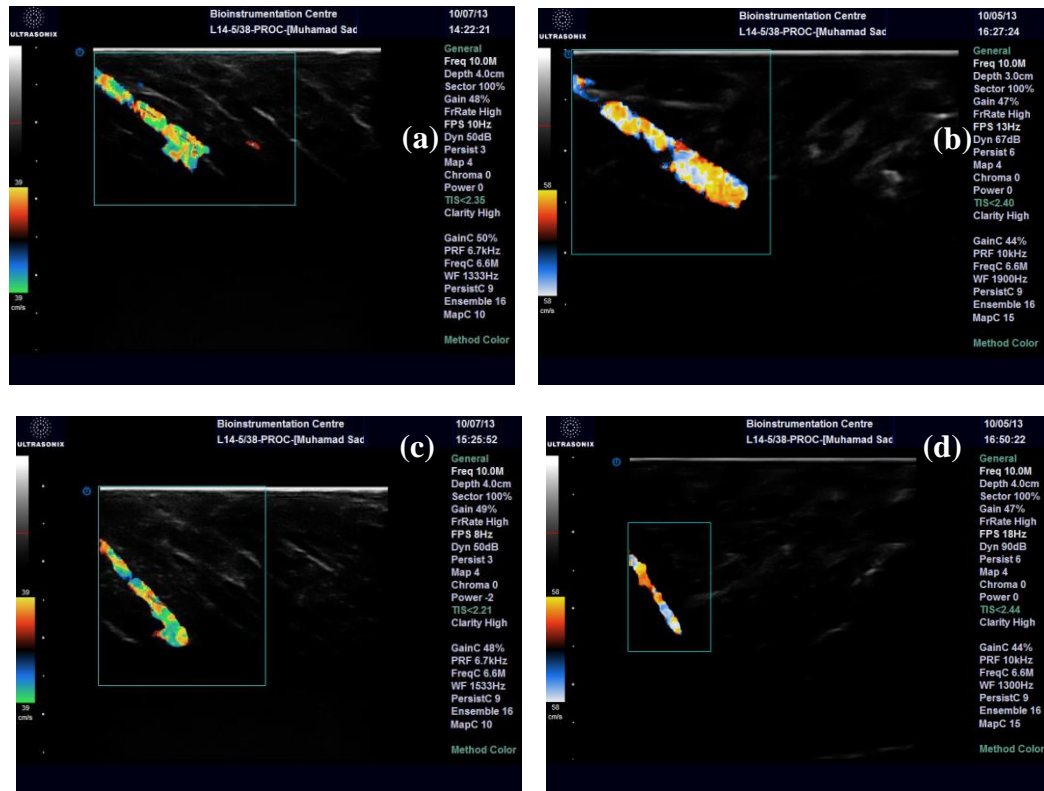 Bioinstrumentation Centre
10/07/13
ULTRASONIX
L14-5/38-PROC-[Muhamad Sad
14:22:21
General
Freq 10.0M
Depth 4.0cm
Sector 100%
Gain 48%
FrRate High
FPS 10Hz
Dyn 50dB
Persist 3
Map 4
Chroma 0
Power 0
TIS<2.35
Clarity High
GainC 50%
PRF 6.7kHz
FreqC 6.6M
WF 1333Hz
PersistC 9
Ensemble 16
MapC 10
Method Color
(a)
39
39
cm/s
Bioinstrumentation Centre
10/05/13
ULTRASONIX
L14-5/38-PROC-[Muhamad Sad
16:27:24
General
Freq 10.0M
Depth 3.0cm
Sector 100%
Gain 47%
FrRate High
FPS 13Hz
Dyn 67dB
Persist 6
Map 4
Chroma 0
Power 0
TIS<2.40
Clarity High
GainC 44%
PRF 10kHz
FreqC 6.6M
WF 1900Hz
PersistC 9
Ensemble 16
MapC 15
Method Color
(b)
58
58
cm/s
Bioinstrumentation Centre
10/07/13
ULTRASONIX
L14-5/38-PROC-[Muhamad Sad
15:25:52
(c)
General
Freq 10.0M
Depth 4.0cm
Sector 100%
Gain 49%
FrRate High
FPS 8Hz
Dyn 50dB
Persist 3
Map 4
Chroma 0
Power -2
TIS<2.21
Clarity High
GainC 48%
PRF 6.7kHz
FreqC 6.6M
WF 1533Hz
PersistC 9
Ensemble 16
MapC 10
Method Color
39
39
cm/s
Bioinstrumentation Centre
10/05/13
ULTRASONIX
L14-5/38-PROC-[Muhamad Sad
16:50:22
(d)
General
Freq 10.0M
Depth 4.0cm
Sector 100%
Gain 47%
FrRate High
FPS 18Hz
Dyn 90dB
Persist 6
Map 4
Chroma 0
Power 0
TIS<2.44
Clarity High
GainC 44%
PRF 10kHz
FreqC 6.6M
WF 1300Hz
PersistC 9
Ensemble 16
MapC 15
Method Color
58
58
cm/s